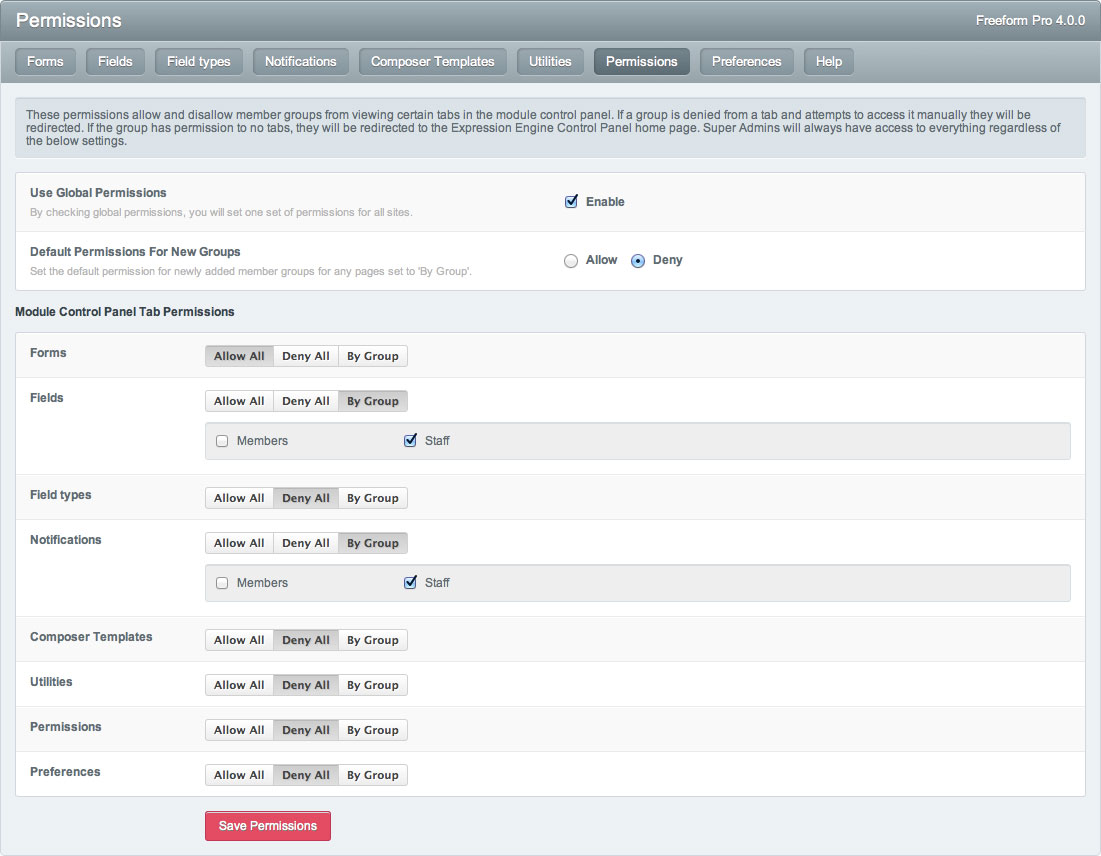 Permissions
Freeform Pro 4.0.0
Forms Fields Field types Notifications Composer Templates Utilities Permissions Preferences Help
These permissions allow and disallow member groups from viewing certain tabs in the module control panel. If a group is denied from a tab and attempts to access it manually they will be
redirected. If the group has permission to no tabs, they will be redirected to the Expression Engine Control Panel home page. Super Admins will always have access to everything regardless of
the below settings.
Use Global Permissions
By checking global permissions, you will set one set of permissions for all sites.
Enable
Default Permissions For New Groups
Set the default permission for newly added member groups for any pages set to 'By Group'.
Allow Deny
Module Control Panel Tab Permissions
Forms Allow All Deny All By Group
Fields Allow All Deny All By Group
Members Staff
Field types Allow All Deny All By Group
Notifications Allow All Deny All By Group
Members Staff
Composer Templates Allow All Deny All By Group
Utilities Allow All Deny All By Group
Permissions Allow All Deny All By Group
Preferences Allow All Deny All By Group
Save Permissions